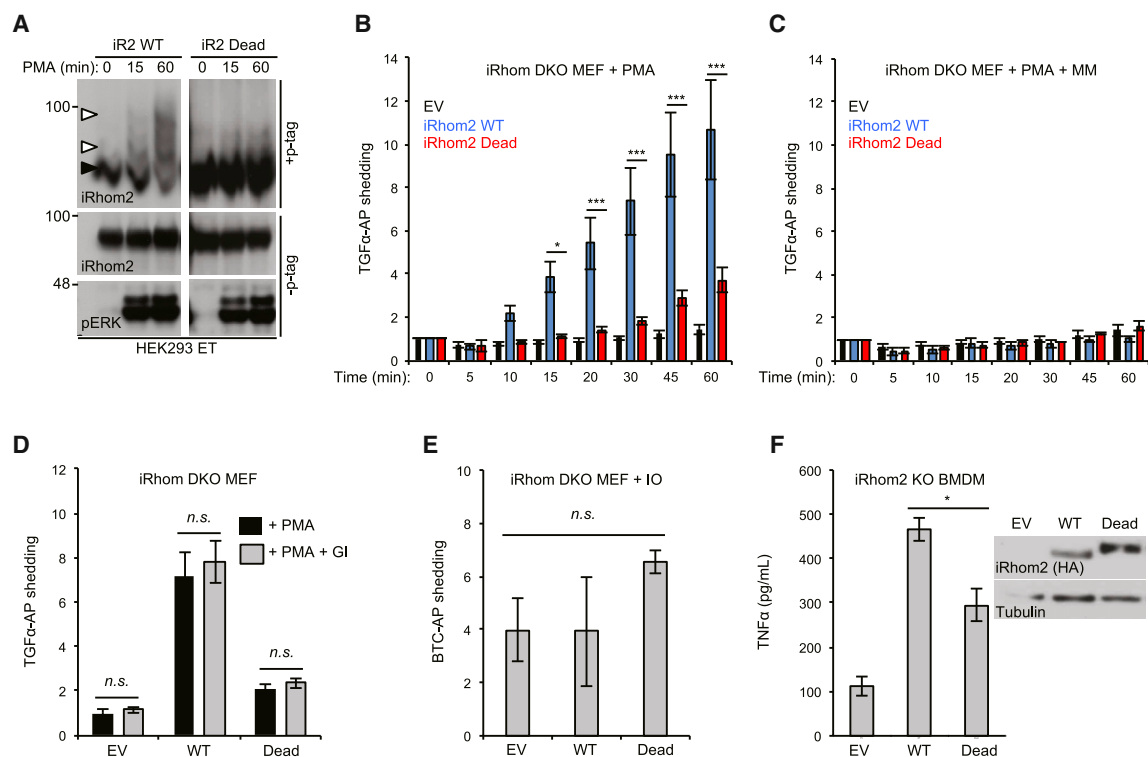 A
iR2 WT iR2 Dead
PMA (min): 0 15 60 0 15 60
100
iRhom2
+p-tag
100
iRhom2
48
pERK
-p-tag
HEK293 ET
B
iRhom DKO MEF + PMA
EV
iRhom2 WT
iRhom2 Dead
TGFα-AP shedding
14
12
10
8
6
4
2
0
* *** *** *** ***
Time (min): 0 5 10 15 20 30 45 60
C
iRhom DKO MEF + PMA + MM
EV
iRhom2 WT
iRhom2 Dead
TGFα-AP shedding
14
12
10
8
6
4
2
0
Time (min): 0 5 10 15 20 30 45 60
D
iRhom DKO MEF
TGFα-AP shedding
12
10
8
6
4
2
0
n.s. n.s. n.s.
+ PMA
+ PMA + GI
EV WT Dead
E
iRhom DKO MEF + IO
BTC-AP shedding
10
8
6
4
2
0
n.s.
EV WT Dead
F
iRhom2 KO BMDM
TNFα (pg/mL)
600
500
400
300
200
100
0
*
EV WT Dead
EV WT Dead
iRhom2 (HA)
Tubulin